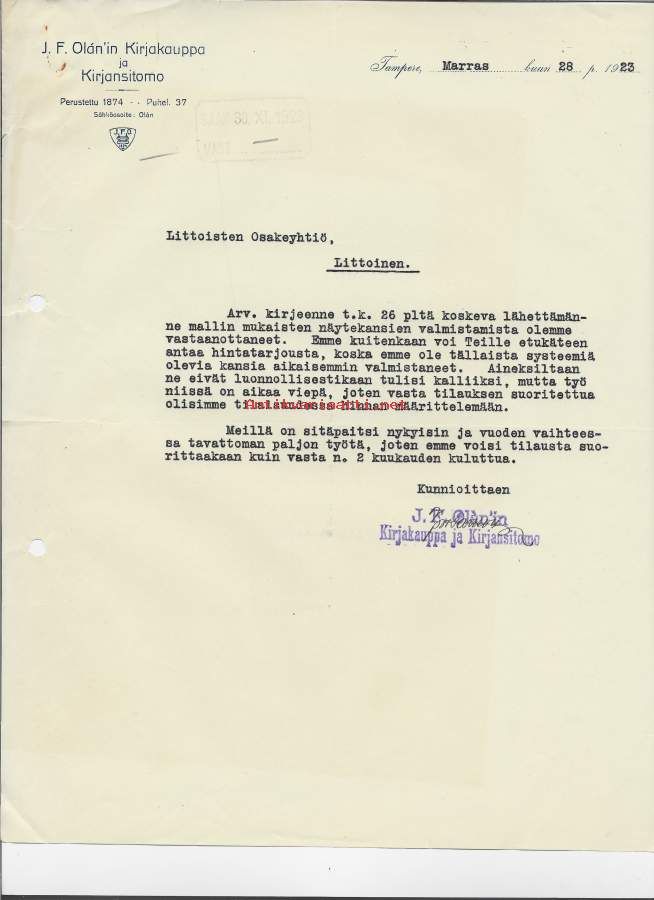 J. F. Olán'in Kirjakauppa
ja
Kirjansitomo
Perustettu 1874 - - Puhel. 37
Sähköosoite: Olán
J.F.O.
Tampere, Marras kuun 28 p. 1923
Littoisten Osakeyhtiö,
Littoinen.
Arv. kirjeenne t.k. 26 pltä koskeva lähettämän-
ne mallin mukaisten näytekansien valmistamista olemme
vastaanottaneet. Emme kuitenkaan voi Teille etukäteen
antaa hintatarjousta, koska emme ole tällaista systeemiä
olevia kansia aikaisemmin valmistaneet. Aineksiltaan
ne eivät luonnollisestikaan tulisi kalliiksi, mutta työ
niissä on aikaa viepä, joten vasta tilauksen suoritettua
olisimme tilaisuudessa hinnan määrittelemään.
Antikvariaatti.net
Meillä on sitäpaitsi nykyisin ja vuoden vaihtees-
sa tavattoman paljon työtä, joten emme voisi tilausta suo-
rittaakaan kuin vasta n. 2 kuukauden kuluttua.
Kunnioittaen
J. F. Olán'in
Kirjakauppa ja Kirjansitomo